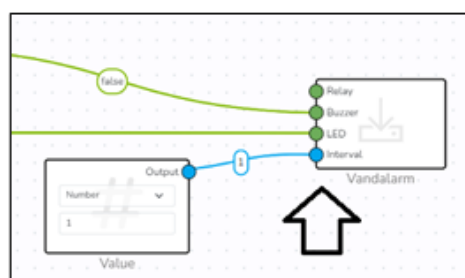 false
Relay
Buzzer
LED
Interval
Vandalarm
1
Output
Number
1
Value